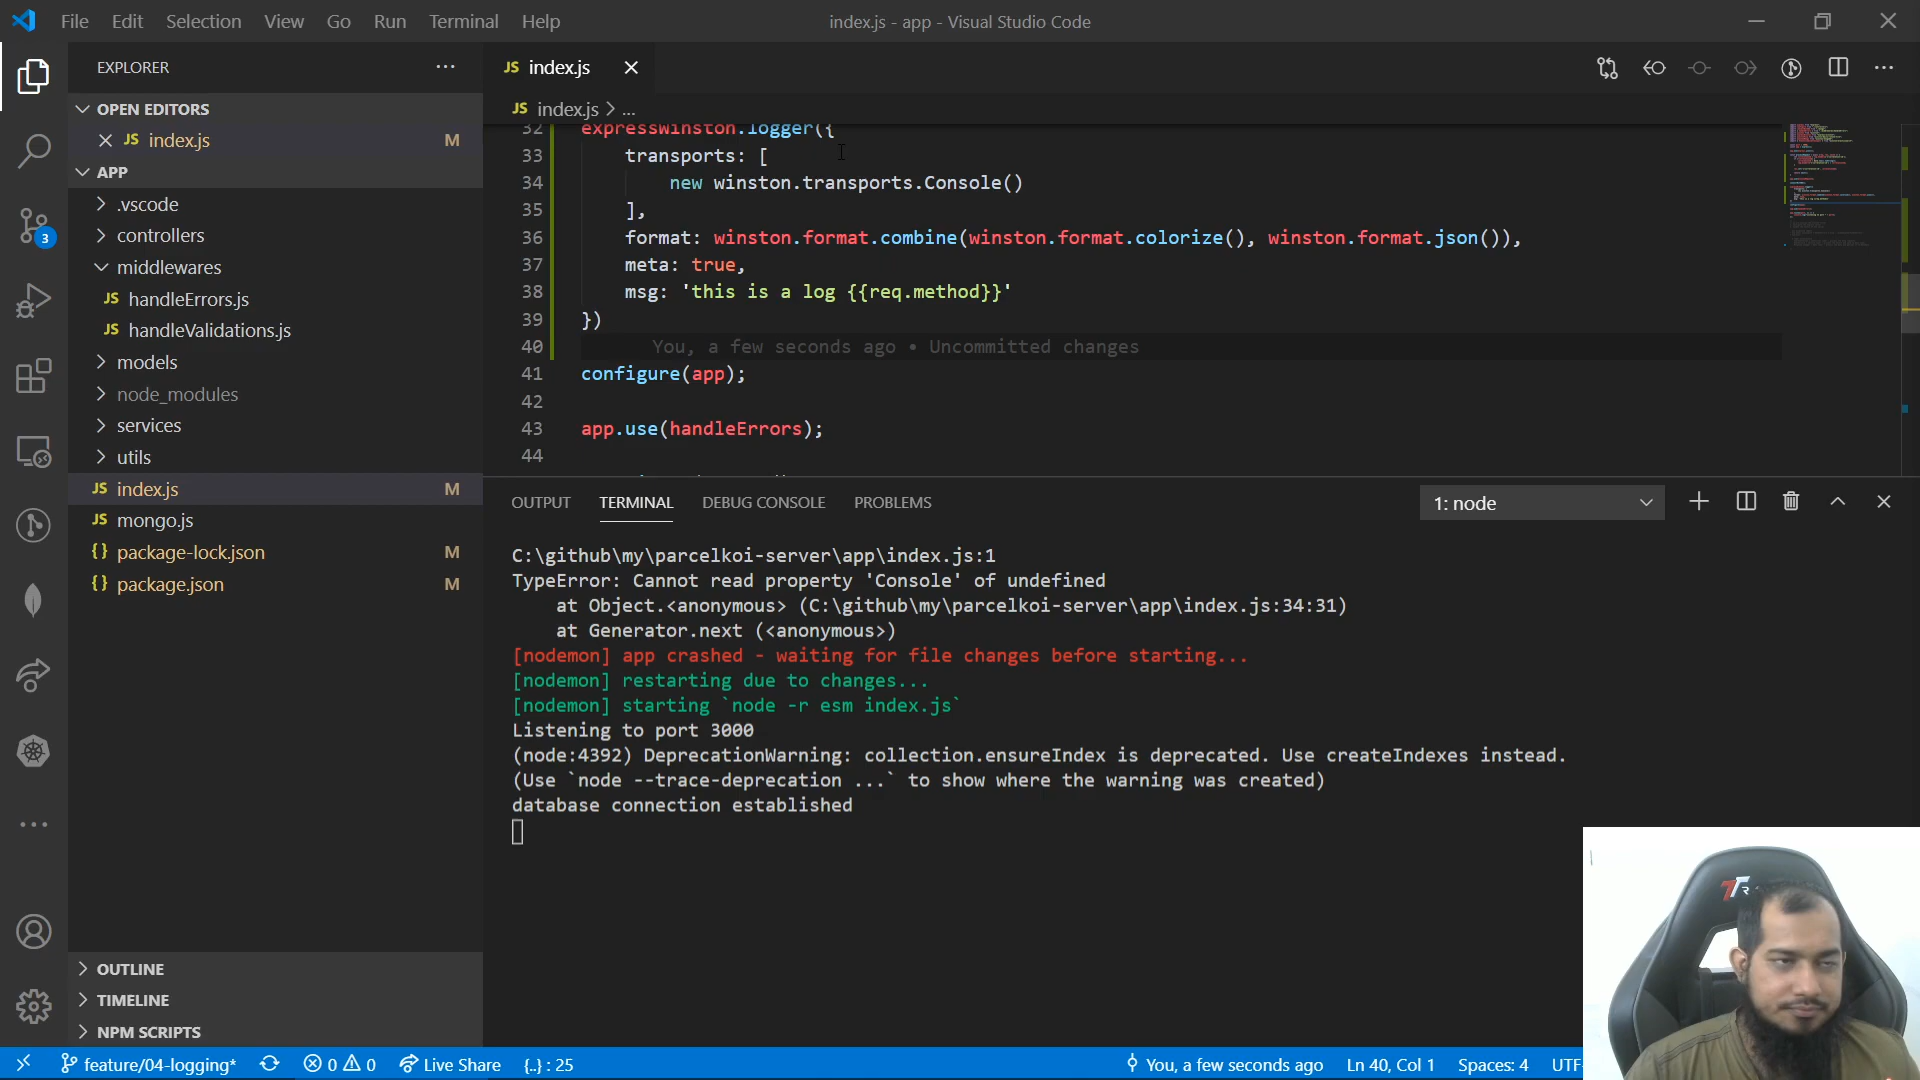 File Edit Selection View Go Run Terminal Help
index.js - app - Visual Studio Code
EXPLORER
OPEN EDITORS
JS index.js M
APP
.vscode
controllers
middlewares
JS handleErrors.js
JS handleValidations.js
models
node_modules
services
utils
JS index.js M
JS mongo.js
{} package-lock.json M
{} package.json M
OUTLINE
TIMELINE
NPM SCRIPTS
3
JS index.js
JS index.js > ...
32 expressWinston.logger({
33 transports: [
34 new winston.transports.Console()
35 ],
36 format: winston.format.combine(winston.format.colorize(), winston.format.json()),
37 meta: true,
38 msg: 'this is a log {{req.method}}'
39 })
40 You, a few seconds ago • Uncommitted changes
41 configure(app);
42
43 app.use(handleErrors);
44
OUTPUT TERMINAL DEBUG CONSOLE PROBLEMS
1: node
C:\github\my\parcelkoi-server\app\index.js:1
TypeError: Cannot read property 'Console' of undefined
at Object.<anonymous> (C:\github\my\parcelkoi-server\app\index.js:34:31)
at Generator.next (<anonymous>)
[nodemon] app crashed - waiting for file changes before starting...
[nodemon] restarting due to changes...
[nodemon] starting `node -r esm index.js`
Listening to port 3000
(node:4392) DeprecationWarning: collection.ensureIndex is deprecated. Use createIndexes instead.
(Use `node --trace-deprecation ...` to show where the warning was created)
database connection established
feature/04-logging* 0 0 Live Share {..} : 25
You, a few seconds ago Ln 40, Col 1 Spaces: 4 UTF